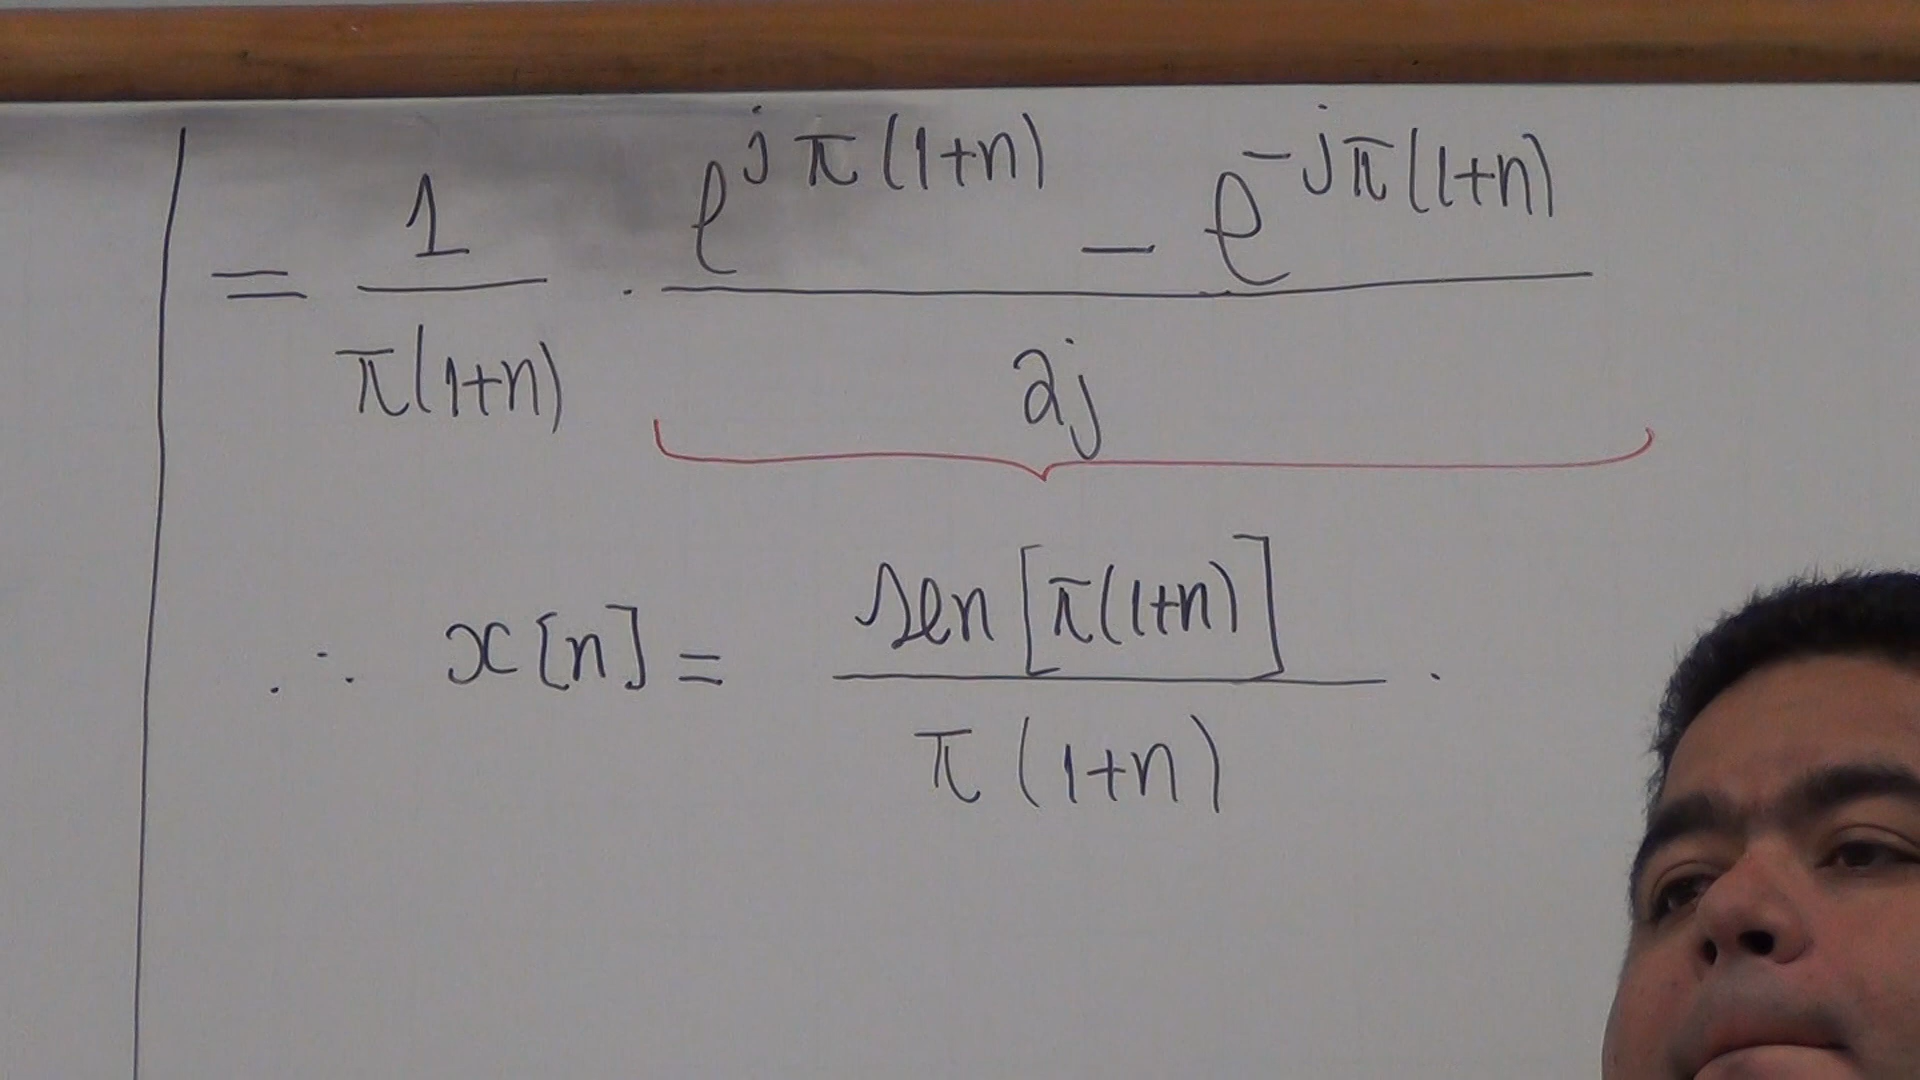 = 1/π(1+n) · e^{jπ(1+n)} − e^{-jπ(1+n)}/2j
∴ x[n] = sen[π(1+n)]/π(1+n) .